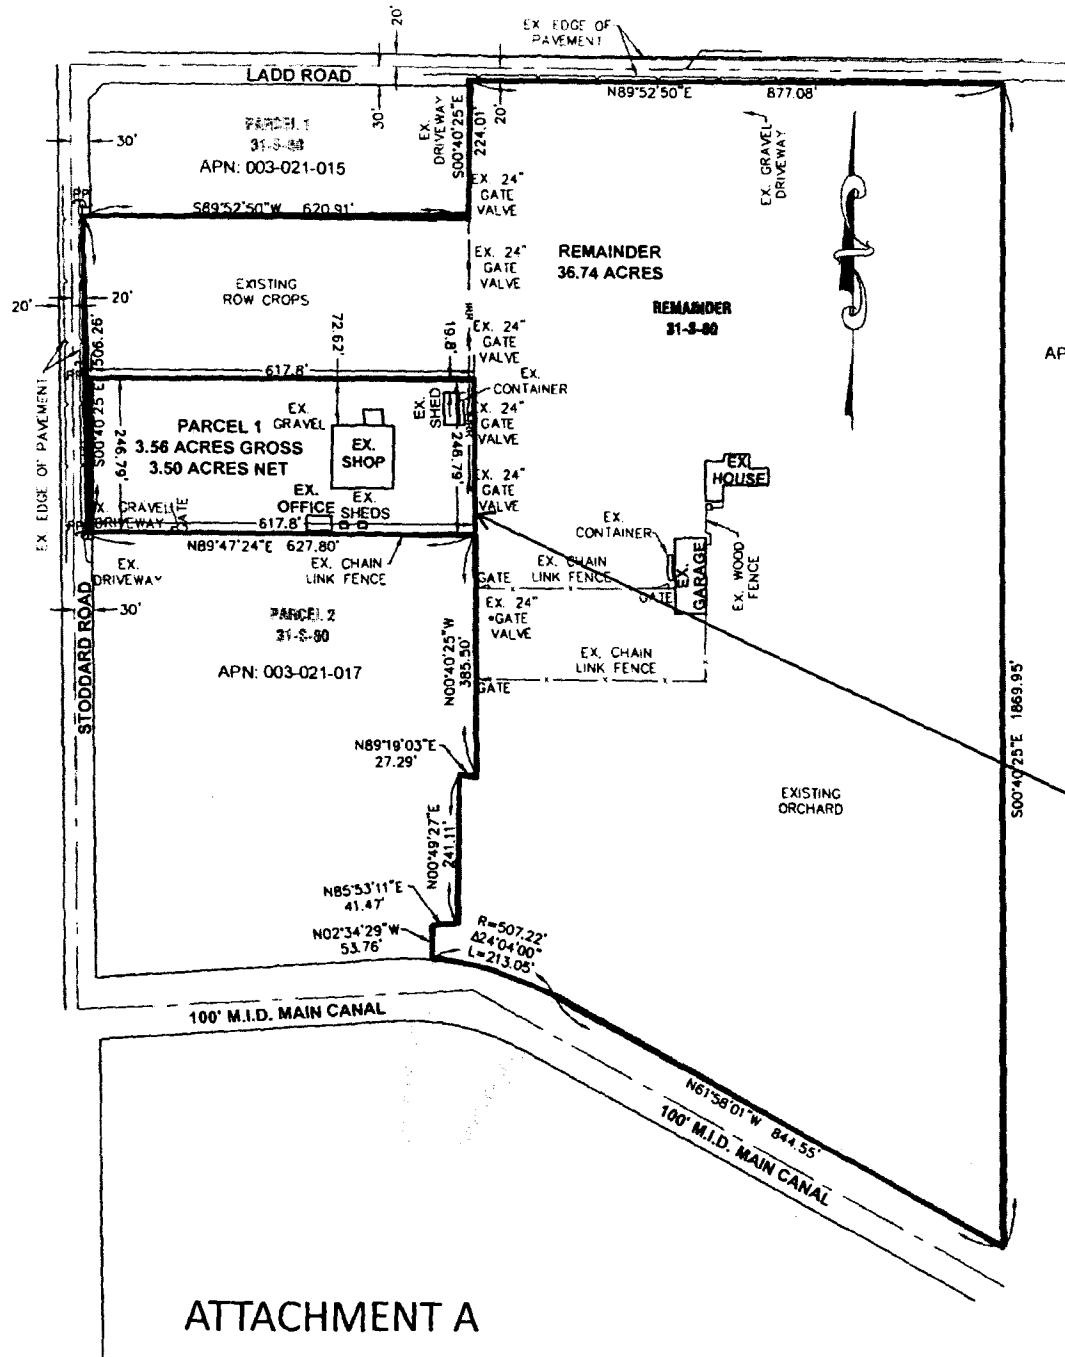 20'
EX. EDGE OF
PAVEMENT
LADD ROAD
N89°52'50"E 877.08'
30'
20'
EX.
DRIVEWAY
S00°40'25"E
224.01'
PARCEL 1
31-S-80
APN: 003-021-015
30'
EX. GRAVEL
DRIVEWAY
EX. 24"
GATE
VALVE
S89°52'50"W 620.91'
PP
EX. 24"
GATE
VALVE
REMAINDER
36.74 ACRES
REMAINDER
31-S-80
EXISTING
ROW CROPS
20'
20'
72.62'
19.8'
EX. 24"
GATE
VALVE
AP
617.8'
PP
EX. EDGE OF PAVEMENT
S00°40'25"E 1506.26'
246.79'
PARCEL 1
3.56 ACRES GROSS
3.50 ACRES NET
EX.
GRAVEL
EX.
SHOP
EX.
SHED
EX.
CONTAINER
EX. 24"
GATE
VALVE
246.79'
EX. 24"
GATE
VALVE
EX.
HOUSE
EX.
OFFICE
EX.
SHEDS
EX. GRAVEL
DRIVEWAY
GATE
PP
617.8'
N89°47'24"E 627.80'
EX.
DRIVEWAY
EX. CHAIN
LINK FENCE
EX.
CONTAINER
EX. CHAIN
LINK FENCE
GATE
GATE
EX.
GARAGE
EX. WOOD
FENCE
EX. 24"
GATE
VALVE
30'
PARCEL 2
31-S-80
APN: 003-021-017
STODDARD ROAD
N00°40'25"W
385.50'
EX. CHAIN
LINK FENCE
GATE
S00°40'25"E 1869.95'
N89°19'03"E
27.29'
EXISTING
ORCHARD
N00°49'27"E
241.11'
N85°53'11"E
41.47'
N02°34'29"W
53.76'
R=507.22'
Δ24°04'00"
L=213.05'
100' M.I.D. MAIN CANAL
N61°58'01"W 844.55'
100' M.I.D. MAIN CANAL
ATTACHMENT A